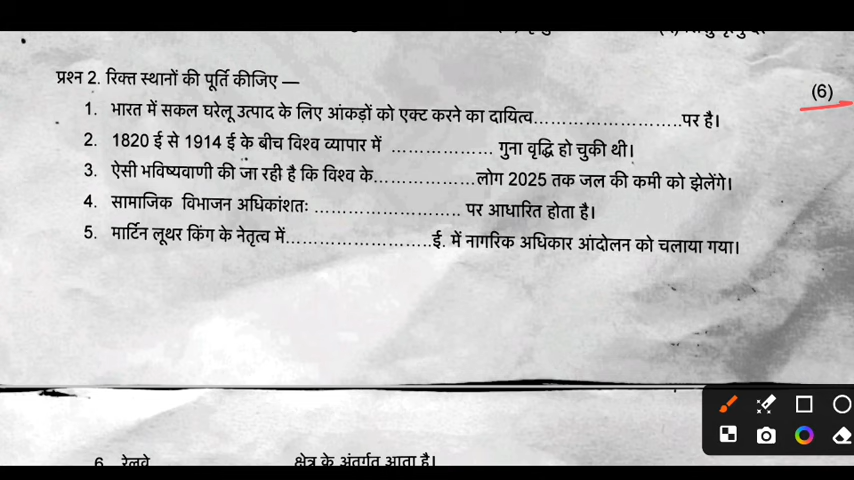 प्रश्न 2. रिक्त स्थानों की पूर्ति कीजिए —
(6)
1. भारत में सकल घरेलू उत्पाद के लिए आंकड़ों को एक्ट करने का दायित्व........................पर है।
2. 1820 ई से 1914 ई के बीच विश्व व्यापार में ................. गुना वृद्धि हो चुकी थी।
3. ऐसी भविष्यवाणी की जा रही है कि विश्व के.................लोग 2025 तक जल की कमी को झेलेंगे।
4. सामाजिक विभाजन अधिकांशतः ........................ पर आधारित होता है।
5. मार्टिन लूथर किंग के नेतृत्व में........................ई. में नागरिक अधिकार आंदोलन को चलाया गया।
6. रेलवे क्षेत्र के अंतर्गत आता है।